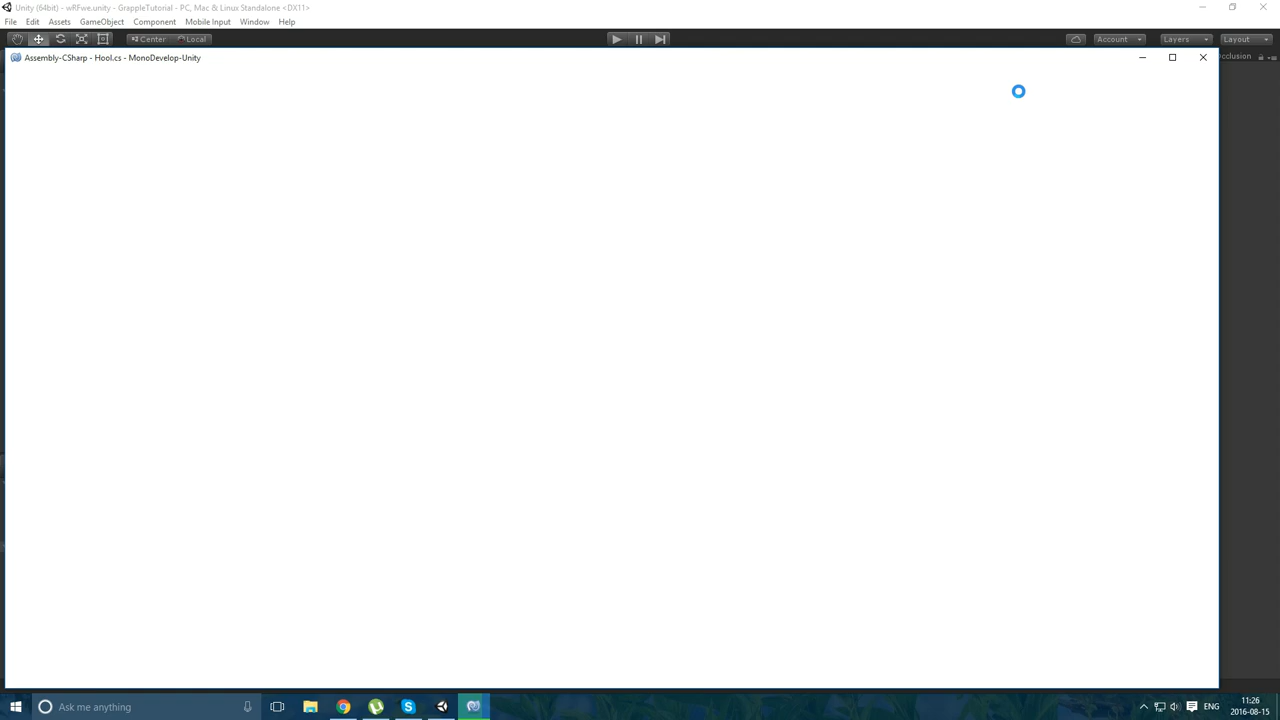 Unity (64bit) - wRFwe.unity - GrappleTutorial - PC, Mac & Linux Standalone <DX11>
File Edit Assets GameObject Component Mobile Input Window Help
Center Local Account Layers Layout
Assembly-CSharp - Hool.cs - MonoDevelop-Unity
cclusion
Ask me anything
ENG
11:26
2016-08-15